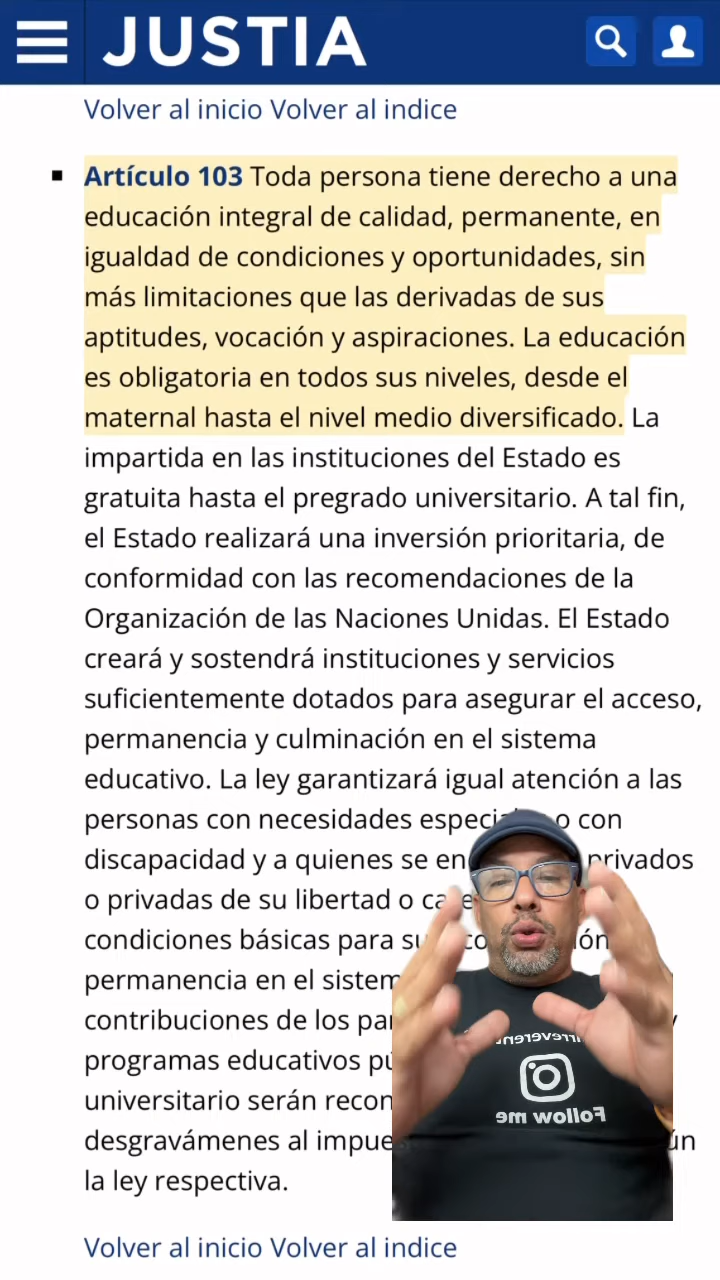 JUSTIA
Volver al inicio Volver al indice
Artículo 103 Toda persona tiene derecho a una
educación integral de calidad, permanente, en
igualdad de condiciones y oportunidades, sin
más limitaciones que las derivadas de sus
aptitudes, vocación y aspiraciones. La educación
es obligatoria en todos sus niveles, desde el
maternal hasta el nivel medio diversificado. La
impartida en las instituciones del Estado es
gratuita hasta el pregrado universitario. A tal fin,
el Estado realizará una inversión prioritaria, de
conformidad con las recomendaciones de la
Organización de las Naciones Unidas. El Estado
creará y sostendrá instituciones y servicios
suficientemente dotados para asegurar el acceso,
permanencia y culminación en el sistema
educativo. La ley garantizará igual atención a las
personas con necesidades o con
discapacidad y a quienes se privados
o privadas de su libertad o
condiciones básicas para
permanencia en el
contribuciones de los
programas educativos
universitario serán
desgravámenes al
la ley respectiva.
Follow me
Volver al inicio Volver al indice